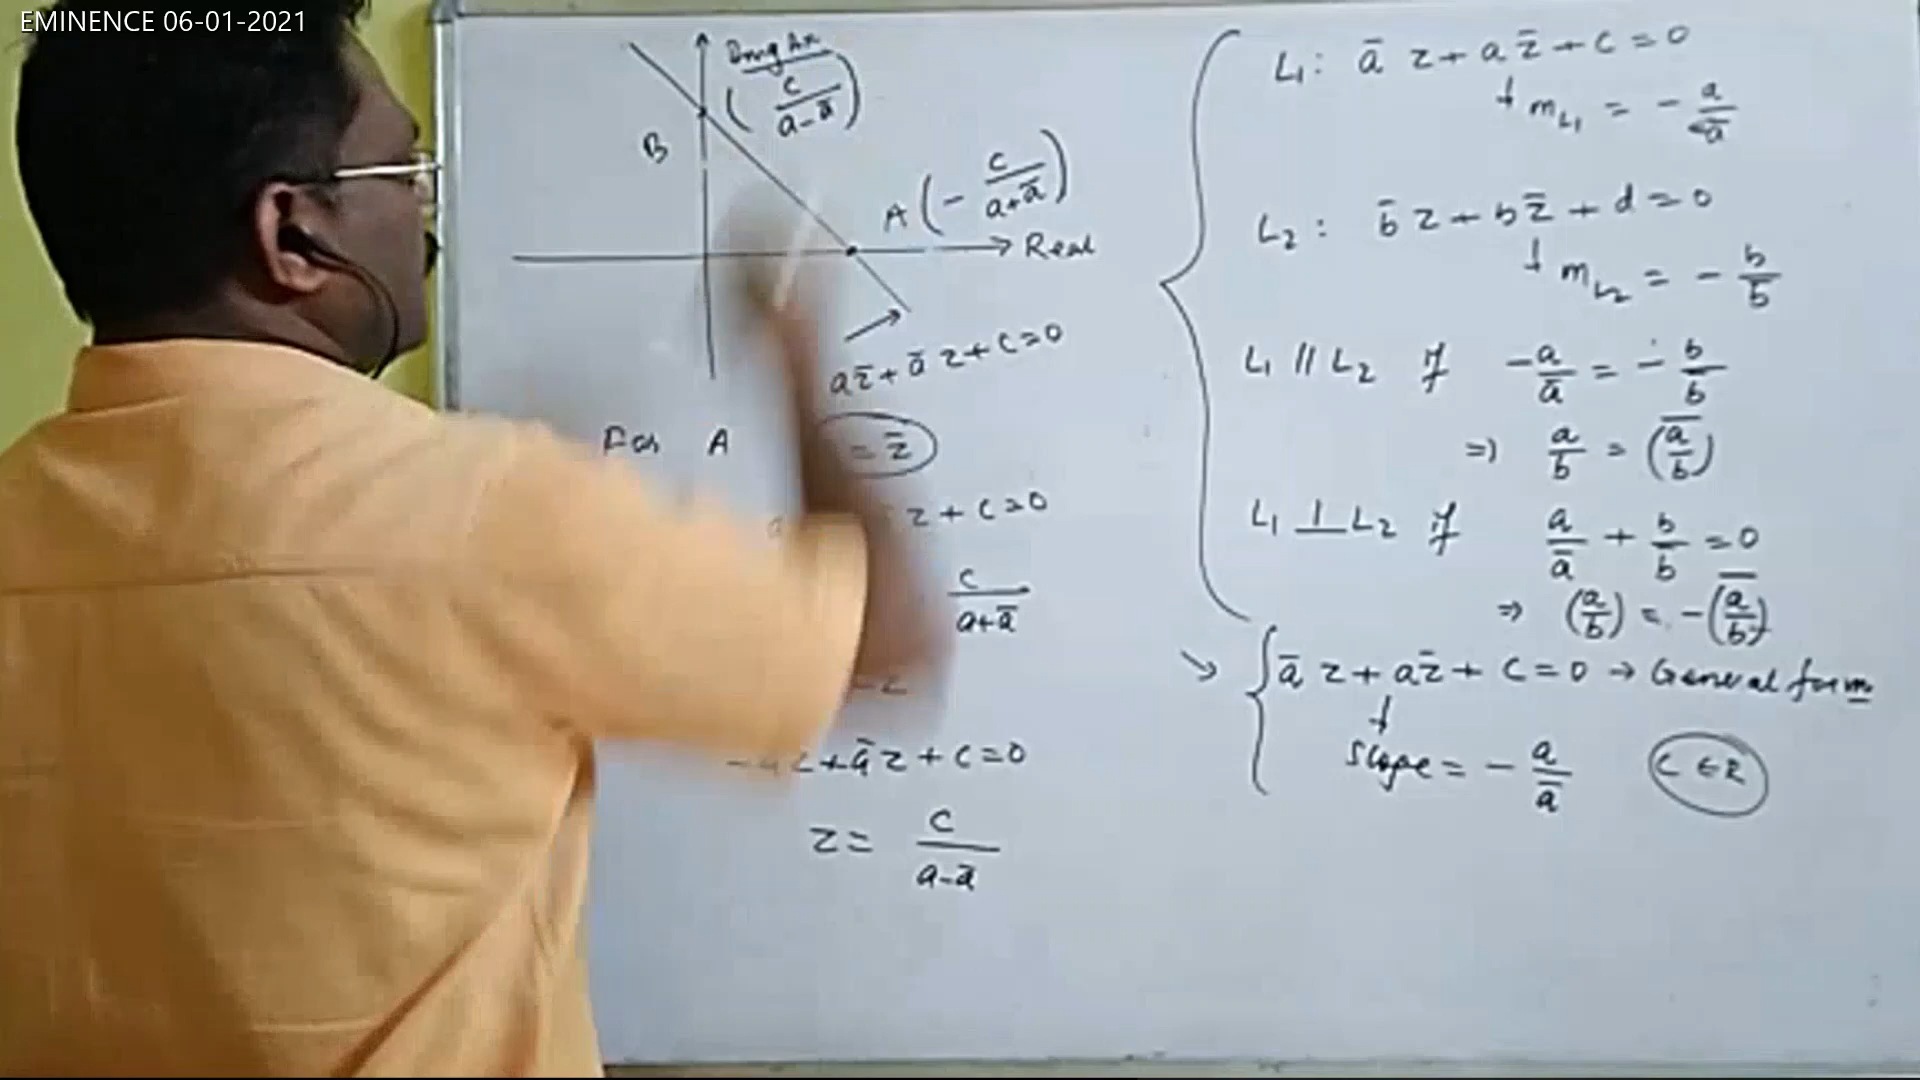 EMINENCE 06-01-2021
Img Ax
( c/(a-ā) )
B
A ( - c/(a+ā) )
Real
az̄ + āz + c = 0
For A
= z̄
z + c = 0
c/(a+ā)
+ āz + c = 0
z = c/(a-ā)
L₁: āz + az̄ + c = 0
↓ m_L₁ = - a/ā
L₂: b̄z + bz̄ + d = 0
↓ m_L₂ = - b/b̄
L₁ || L₂ if -a/ā = - b/b̄
⇒ a/b = (a̅/b̅)
L₁ ⊥ L₂ if a/ā + b/b̄ = 0
⇒ (a/b) = -(a̅/b̅)
āz + az̄ + c = 0 → General form
↓
slope = - a/ā
c ∈ R